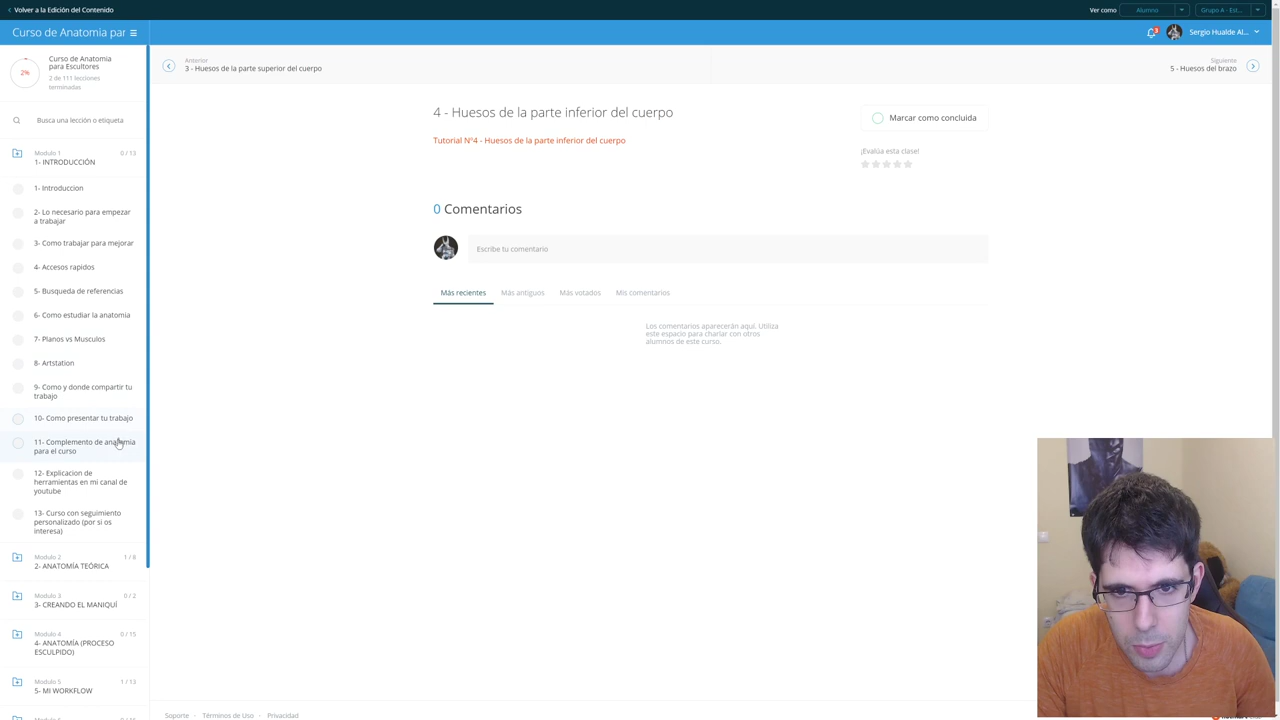 Volver a la Edición del Contenido
Ver como
Alumno
Grupo A - Est...
Curso de Anatomia par
3
Sergio Hualde Al...
2%
Curso de Anatomia
para Escultores
2 de 111 lecciones
terminadas
Anterior
3 - Huesos de la parte superior del cuerpo
Siguiente
5 - Huesos del brazo
Busca una lección o etiqueta
Modulo 1
0 / 13
1- INTRODUCCIÓN
1- Introduccion
2- Lo necesario para empezar
a trabajar
3- Como trabajar para mejorar
4- Accesos rapidos
5- Busqueda de referencias
6- Como estudiar la anatomia
7- Planos vs Musculos
8- Artstation
9- Como y donde compartir tu
trabajo
10- Como presentar tu trabajo
11- Complemento de anatomia
para el curso
12- Explicacion de
herramientas en mi canal de
youtube
13- Curso con seguimiento
personalizado (por si os
interesa)
Modulo 2
1 / 8
2- ANATOMÍA TEÓRICA
Modulo 3
0 / 2
3- CREANDO EL MANIQUÍ
Modulo 4
0 / 15
4- ANATOMÍA (PROCESO
ESCULPIDO)
Modulo 5
1 / 13
5- MI WORKFLOW
4 - Huesos de la parte inferior del cuerpo
Tutorial Nº4 - Huesos de la parte inferior del cuerpo
Marcar como concluida
¡Evalúa esta clase!
0 Comentarios
Escribe tu comentario
Más recientes
Más antiguos
Más votados
Mis comentarios
Los comentarios aparecerán aquí. Utiliza
este espacio para charlar con otros
alumnos de este curso.
Soporte
Términos de Uso
Privacidad